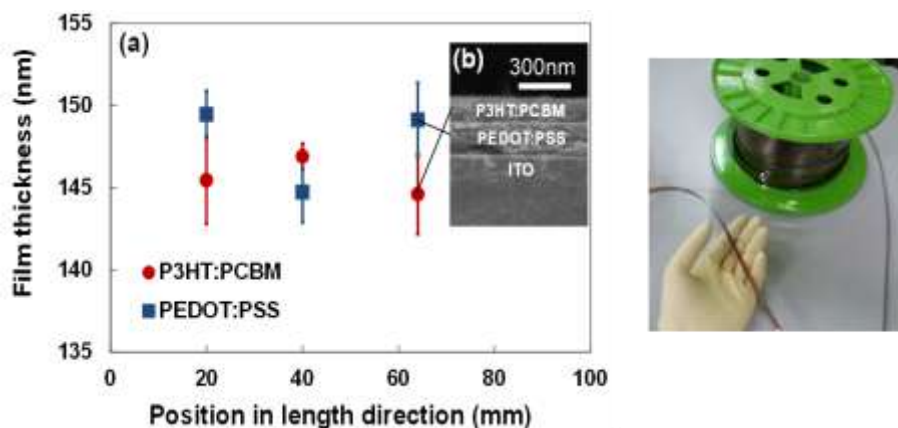 155
(a)
(b)
300nm
P3HT:PCBM
PEDOT:PSS
ITO
150
145
140
135
Film thickness (nm)
P3HT:PCBM
PEDOT:PSS
0 20 40 60 80 100
Position in length direction (mm)